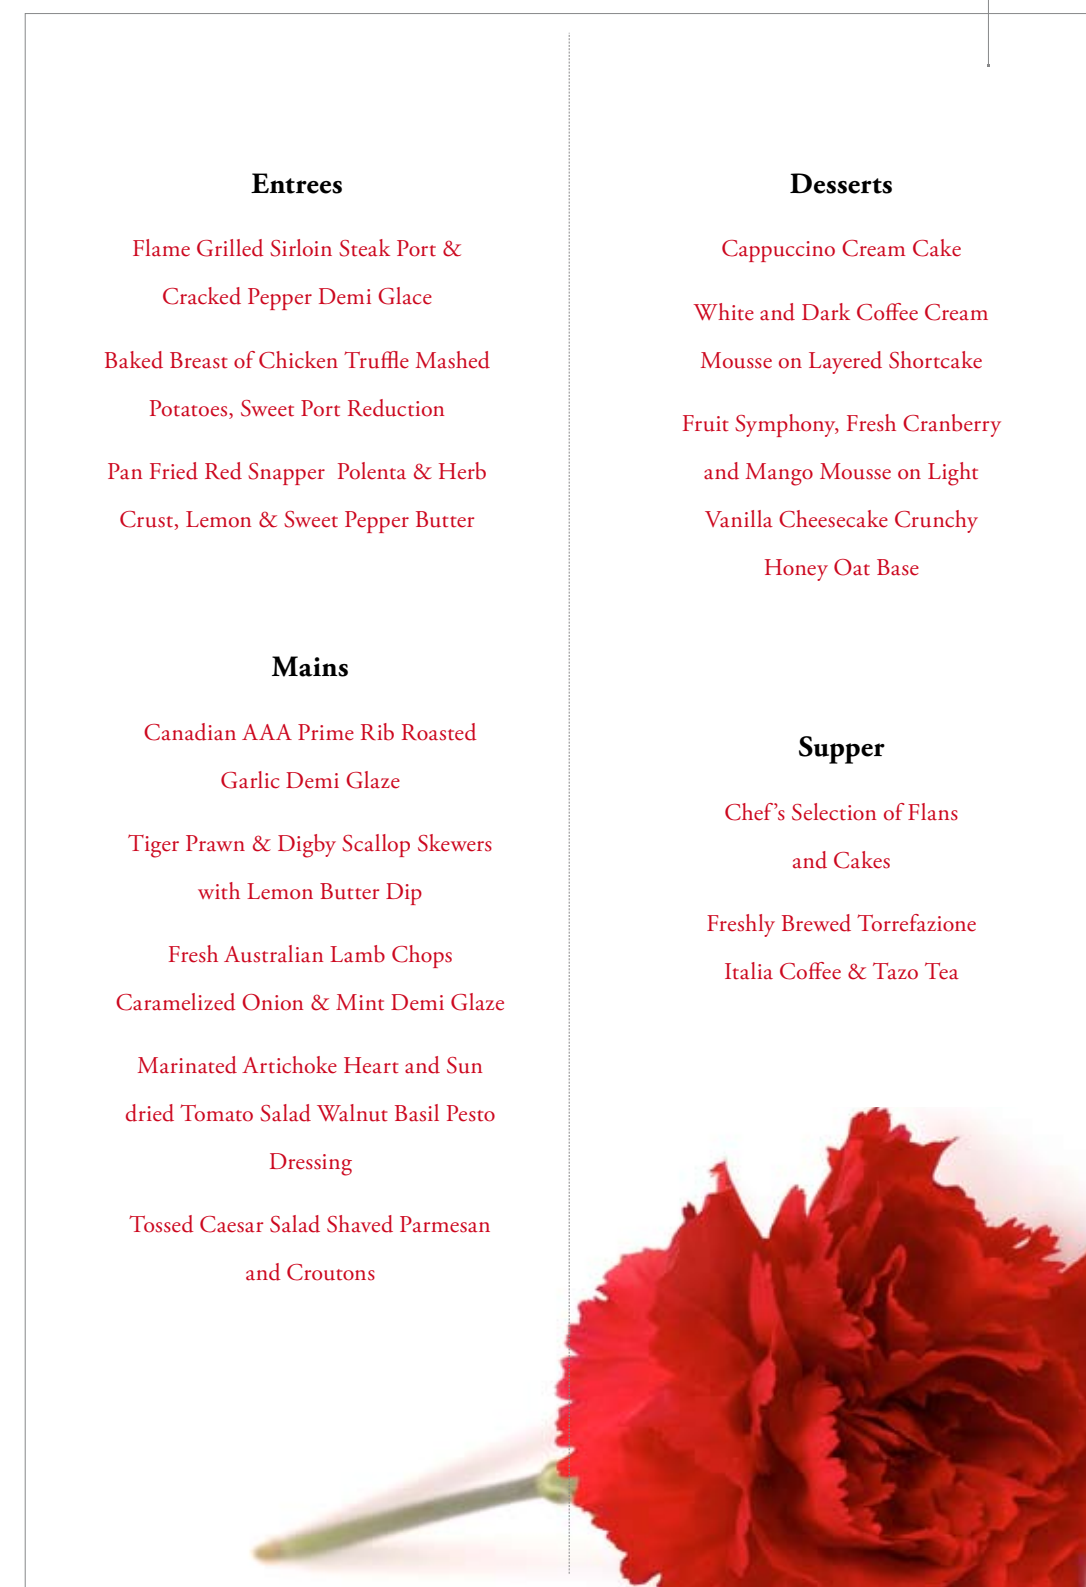 Entrees
Flame Grilled Sirloin Steak Port &
Cracked Pepper Demi Glace
Baked Breast of Chicken Truffle Mashed
Potatoes, Sweet Port Reduction
Pan Fried Red Snapper  Polenta & Herb
Crust, Lemon & Sweet Pepper Butter
Mains
Canadian AAA Prime Rib Roasted
Garlic Demi Glaze
Tiger Prawn & Digby Scallop Skewers
with Lemon Butter Dip
Fresh Australian Lamb Chops
Caramelized Onion & Mint Demi Glaze
Marinated Artichoke Heart and Sun
dried Tomato Salad Walnut Basil Pesto
Dressing
Tossed Caesar Salad Shaved Parmesan
and Croutons
Desserts
Cappuccino Cream Cake
White and Dark Coffee Cream
Mousse on Layered Shortcake
Fruit Symphony, Fresh Cranberry
and Mango Mousse on Light
Vanilla Cheesecake Crunchy
Honey Oat Base
Supper
Chef’s Selection of Flans
and Cakes
Freshly Brewed Torrefazione
Italia Coffee & Tazo Tea